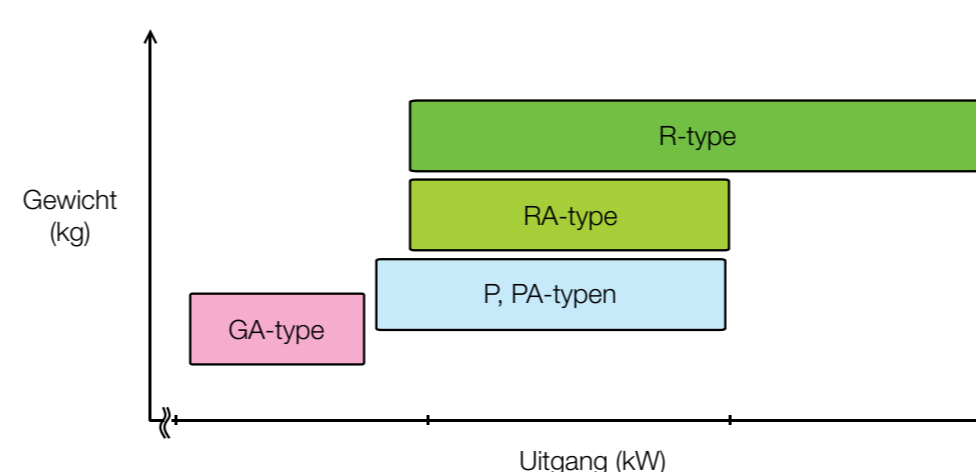 R-type
Gewicht
(kg)
RA-type
P, PA-typen
GA-type
Uitgang (kW)